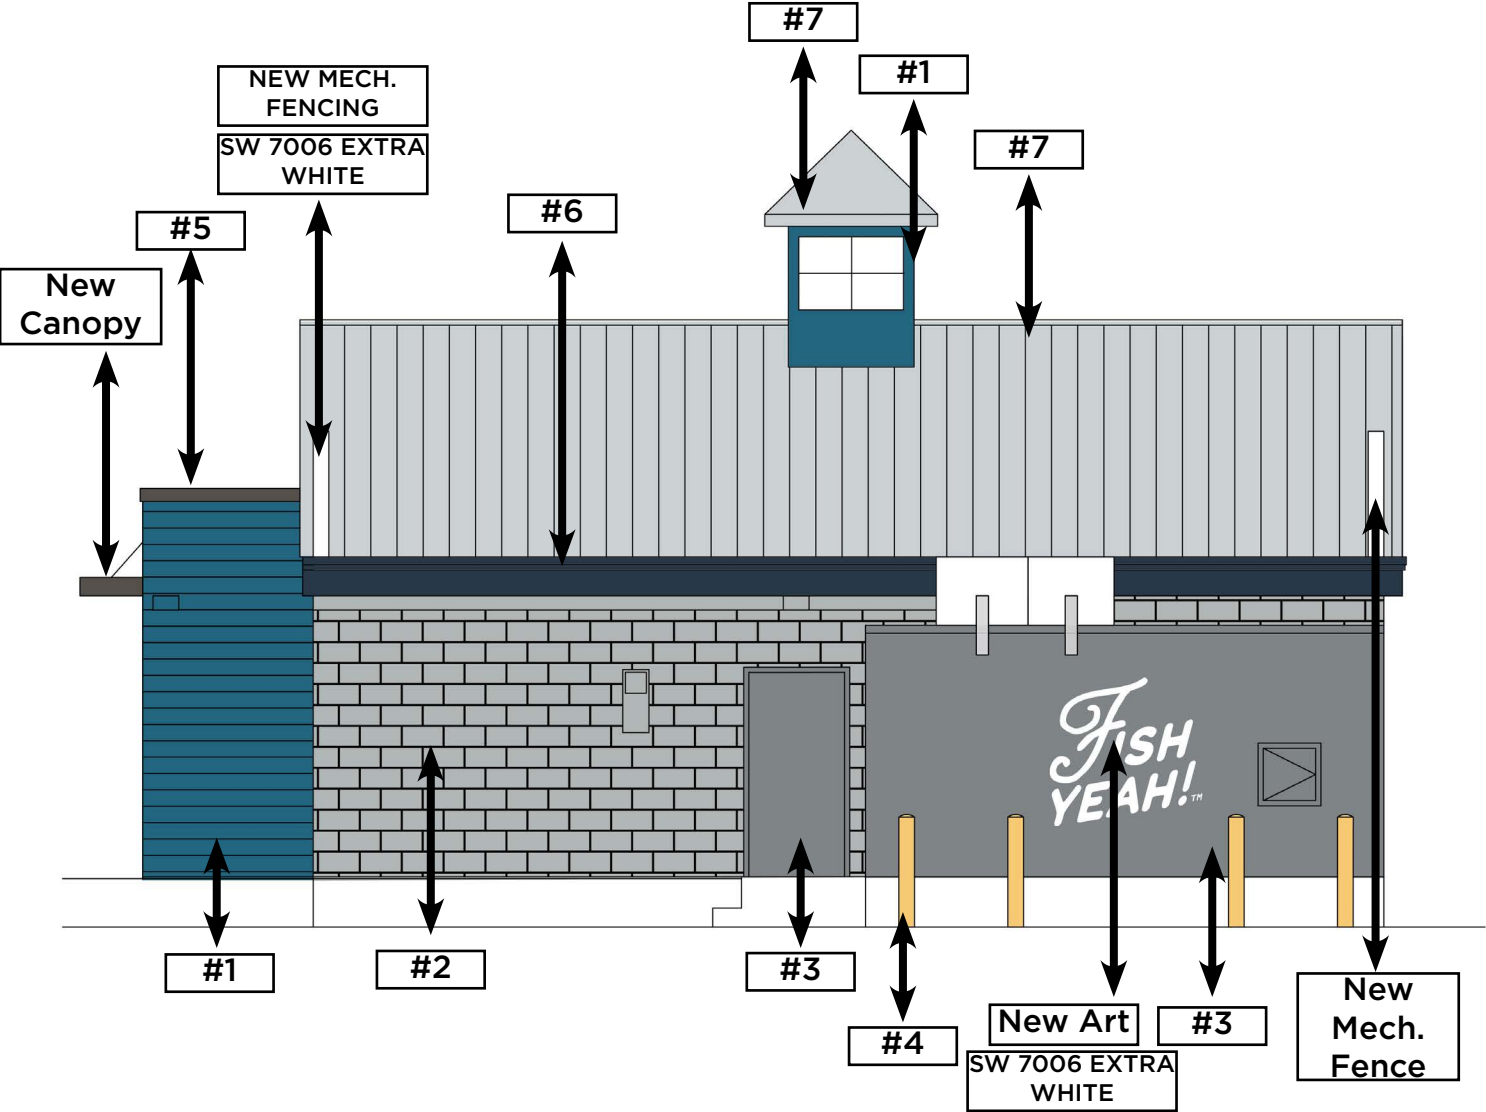 #7
#1
NEW MECH.
FENCING
SW 7006 EXTRA
WHITE
#7
#6
#5
New
Canopy
FISH
YEAH!™
#1
#2
#3
#4
New Art
SW 7006 EXTRA
WHITE
#3
New
Mech.
Fence